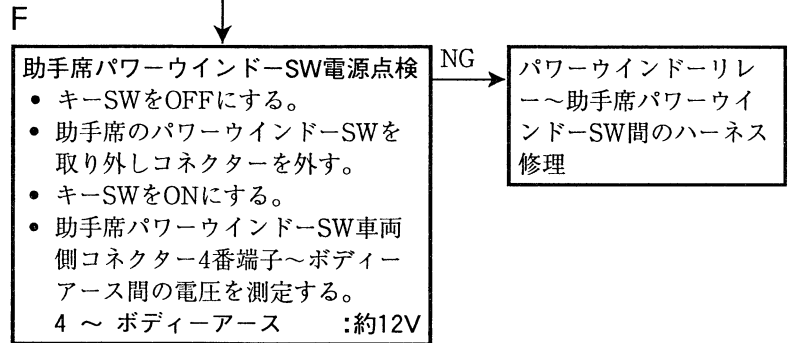 F
助手席パワーウインドーSW電源点検
• キーSWをOFFにする。
• 助手席のパワーウインドーSWを
取り外しコネクターを外す。
• キーSWをONにする。
• 助手席パワーウインドーSW車両
側コネクター4番端子～ボディー
アース間の電圧を測定する。
4 ～ ボディーアース :約12V
NG
パワーウインドーリレ
ー～助手席パワーウイ
ンドーSW間のハーネス
修理